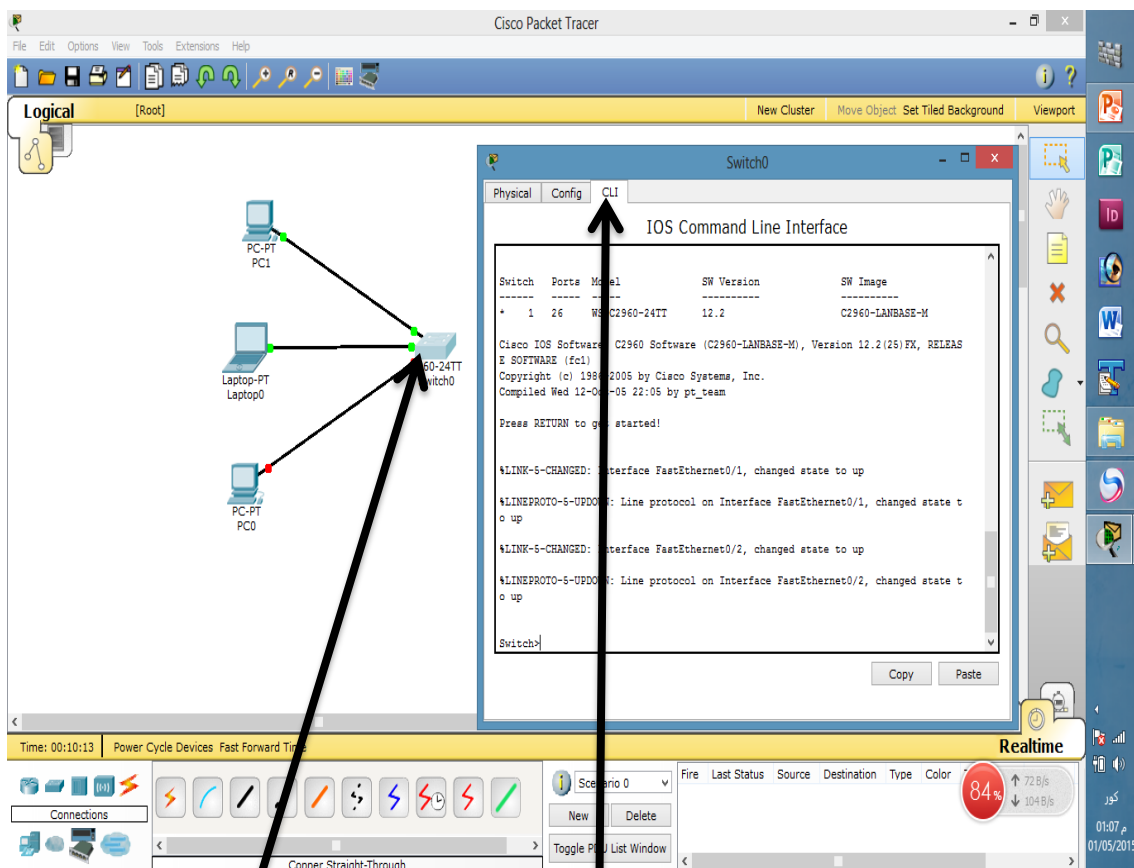 Cisco Packet Tracer
File Edit Options View Tools Extensions Help
Logical [Root] New Cluster Move Object Set Tiled Background Viewport
PC-PT
PC1
Laptop-PT
Laptop0
PC-PT
PC0
60-24TT
witch0
Switch0
Physical Config CLI
IOS Command Line Interface
Switch Ports Model SW Version SW Image
------ ----- ----- ---------- ----------
* 1 26 WS-C2960-24TT 12.2 C2960-LANBASE-M
Cisco IOS Software, C2960 Software (C2960-LANBASE-M), Version 12.2(25)FX, RELEAS
E SOFTWARE (fc1)
Copyright (c) 1986-2005 by Cisco Systems, Inc.
Compiled Wed 12-Oct-05 22:05 by pt_team
Press RETURN to get started!
%LINK-5-CHANGED: Interface FastEthernet0/1, changed state to up
%LINEPROTO-5-UPDOWN: Line protocol on Interface FastEthernet0/1, changed state t
o up
%LINK-5-CHANGED: Interface FastEthernet0/2, changed state to up
%LINEPROTO-5-UPDOWN: Line protocol on Interface FastEthernet0/2, changed state t
o up
Switch>
Copy Paste
Time: 00:10:13 Power Cycle Devices Fast Forward Time Realtime
Connections
Copper Straight-Through
Scenario 0
New Delete
Toggle PDU List Window
Fire Last Status Source Destination Type Color
84%
72 B/s
104 B/s
كور
01:07 م
01/05/2015